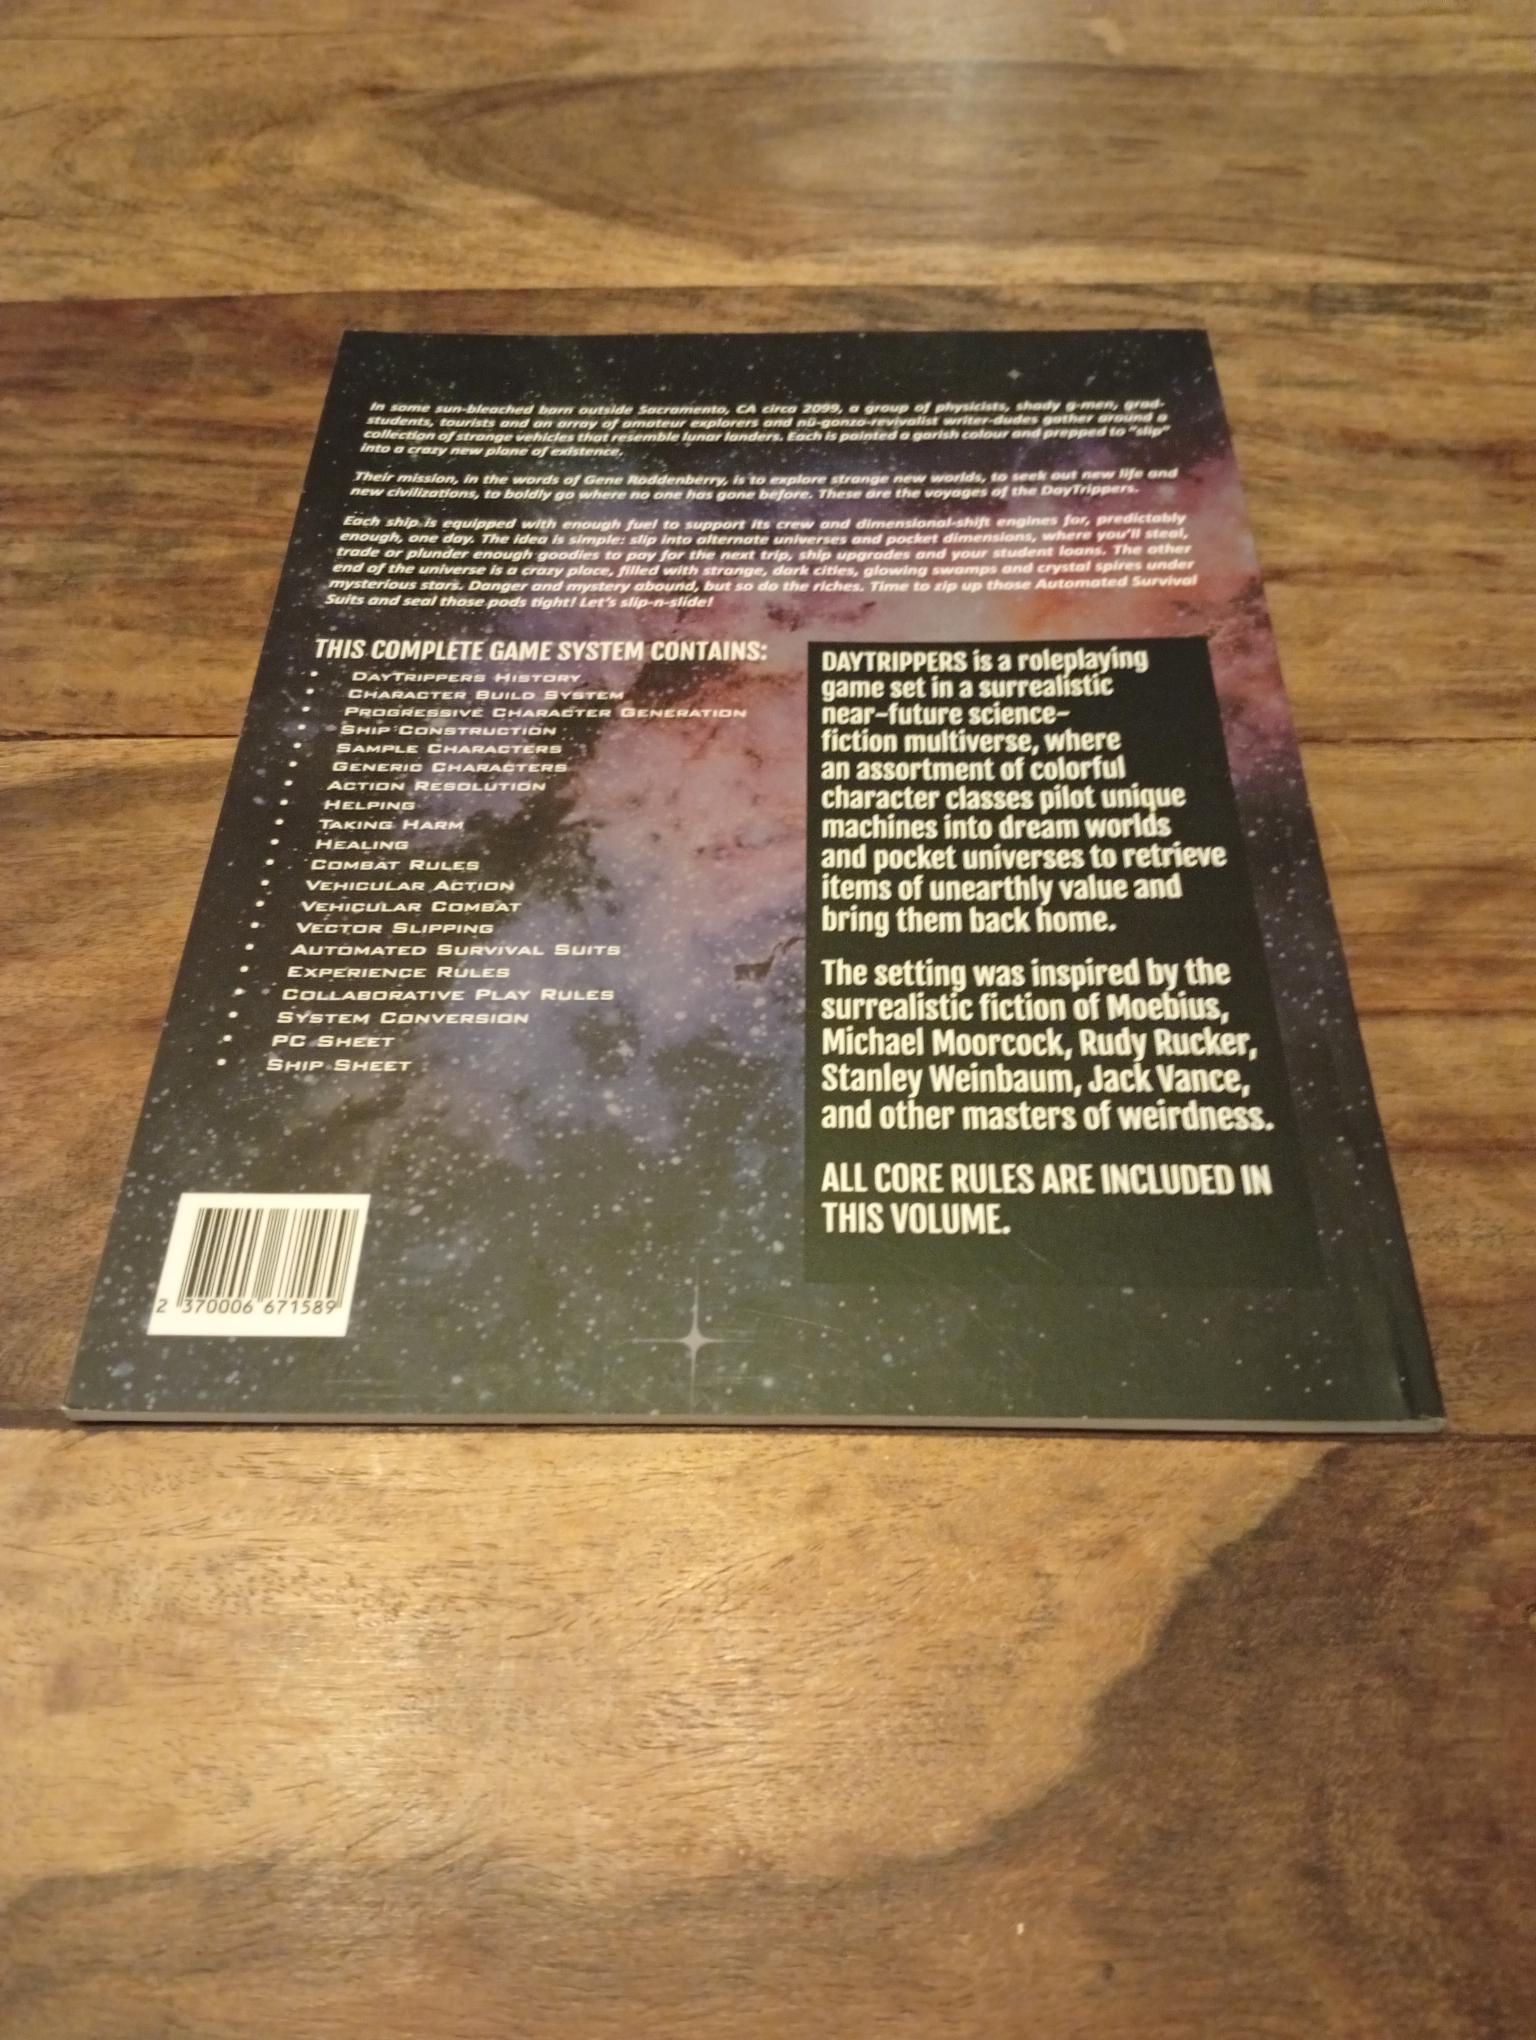 In some sun-bleached barn outside Sacramento, CA circa 2099, a group of physicists, shady g-men, grad-
students, tourists and an array of amateur explorers and nü-gonzo-revivalist writer-dudes gather around a
collection of strange vehicles that resemble lunar landers. Each is painted a garish colour and prepped to "slip"
into a crazy new plane of existence.
Their mission, in the words of Gene Roddenberry, is to explore strange new worlds, to seek out new life and
new civilizations, to boldly go where no one has gone before. These are the voyages of the DayTrippers.
Each ship is equipped with enough fuel to support its crew and dimensional-shift engines for, predictably
enough, one day. The idea is simple: slip into alternate universes and pocket dimensions, where you'll steal,
trade or plunder enough goodies to pay for the next trip, ship upgrades and your student loans. The other
end of the universe is a crazy place, filled with strange, dark cities, glowing swamps and crystal spires under
mysterious stars. Danger and mystery abound, but so do the riches. Time to zip up those Automated Survival
Suits and seal those pods tight! Let's slip-n-slide!
THIS COMPLETE GAME SYSTEM CONTAINS:
• DayTrippers History
• Character Build System
• Progressive Character Generation
• Ship Construction
• Sample Characters
• Generic Characters
• Action Resolution
• Helping
• Taking Harm
• Healing
• Combat Rules
• Vehicular Action
• Vehicular Combat
• Vector Slipping
• Automated Survival Suits
• Experience Rules
• Collaborative Play Rules
• System Conversion
• PC Sheet
• Ship Sheet
DAYTRIPPERS is a roleplaying
game set in a surrealistic
near-future science-
fiction multiverse, where
an assortment of colorful
character classes pilot unique
machines into dream worlds
and pocket universes to retrieve
items of unearthly value and
bring them back home.
The setting was inspired by the
surrealistic fiction of Moebius,
Michael Moorcock, Rudy Rucker,
Stanley Weinbaum, Jack Vance,
and other masters of weirdness.
ALL CORE RULES ARE INCLUDED IN
THIS VOLUME.
2 370006 671589